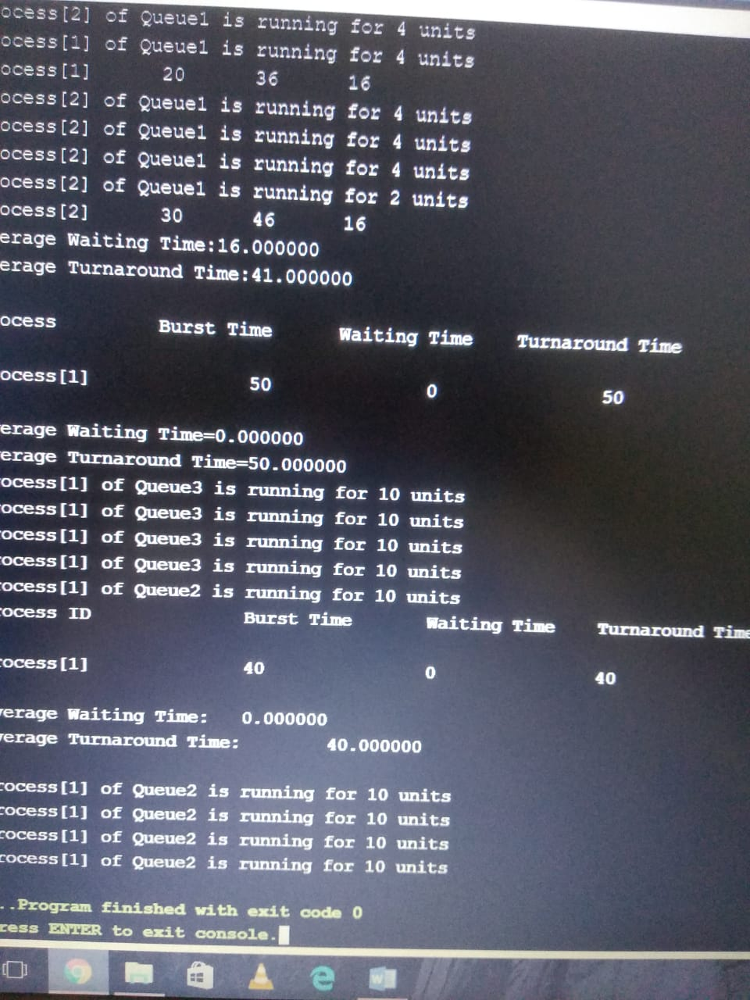 ocess[2] of Queue1 is running for 4 units
ocess[1] of Queue1 is running for 4 units
ocess[1] 20 36 16
ocess[2] of Queue1 is running for 4 units
ocess[2] of Queue1 is running for 4 units
ocess[2] of Queue1 is running for 4 units
ocess[2] of Queue1 is running for 2 units
ocess[2] 30 46 16
erage Waiting Time:16.000000
erage Turnaround Time:41.000000
ocess Burst Time Waiting Time Turnaround Time
ocess[1] 50 0 50
erage Waiting Time=0.000000
erage Turnaround Time=50.000000
ocess[1] of Queue3 is running for 10 units
ocess[1] of Queue3 is running for 10 units
ocess[1] of Queue3 is running for 10 units
ocess[1] of Queue3 is running for 10 units
ocess[1] of Queue2 is running for 10 units
ocess ID Burst Time Waiting Time Turnaround Time
ocess[1] 40 0 40
erage Waiting Time: 0.000000
verage Turnaround Time: 40.000000
rocess[1] of Queue2 is running for 10 units
rocess[1] of Queue2 is running for 10 units
rocess[1] of Queue2 is running for 10 units
rocess[1] of Queue2 is running for 10 units
..Program finished with exit code 0
ress ENTER to exit console.